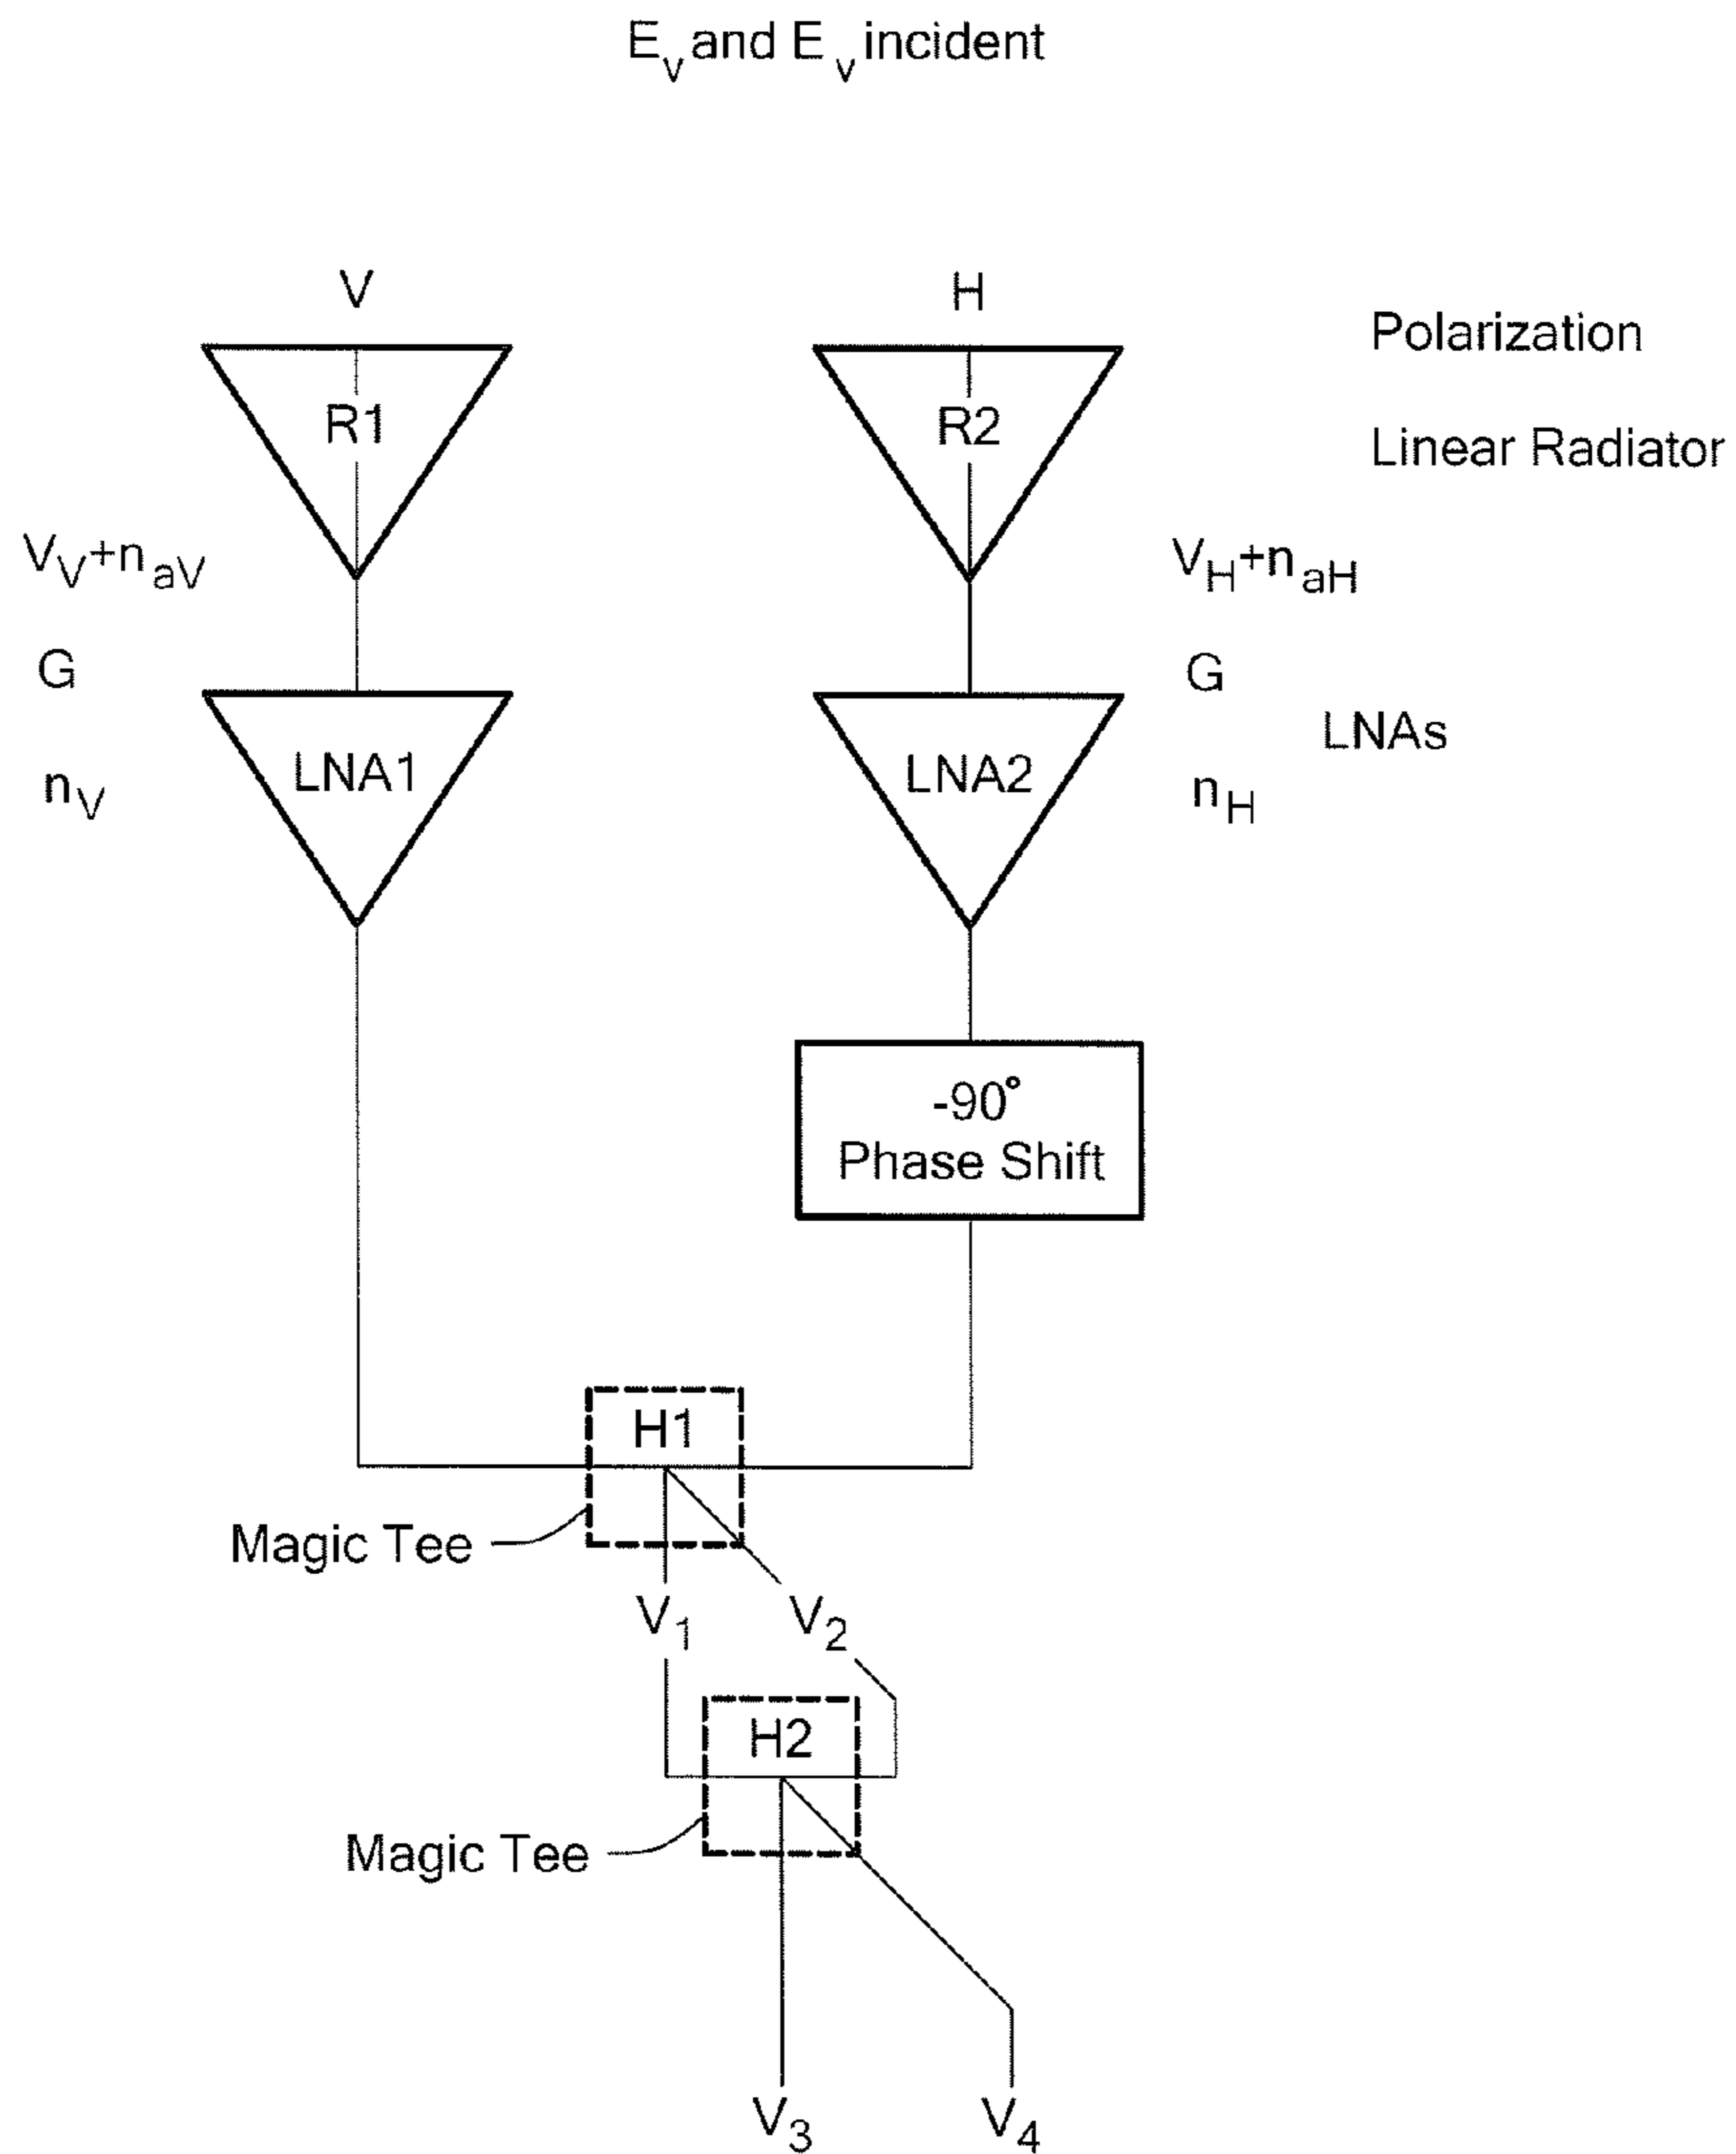 E_v and E_v incident
V
H
Polarization
R1
R2
Linear Radiator
V_V+n_aV
V_H+n_aH
G
G
LNAs
LNA1
LNA2
n_V
n_H
-90°
Phase Shift
H1
Magic Tee
V_1
V_2
H2
Magic Tee
V_3
V_4